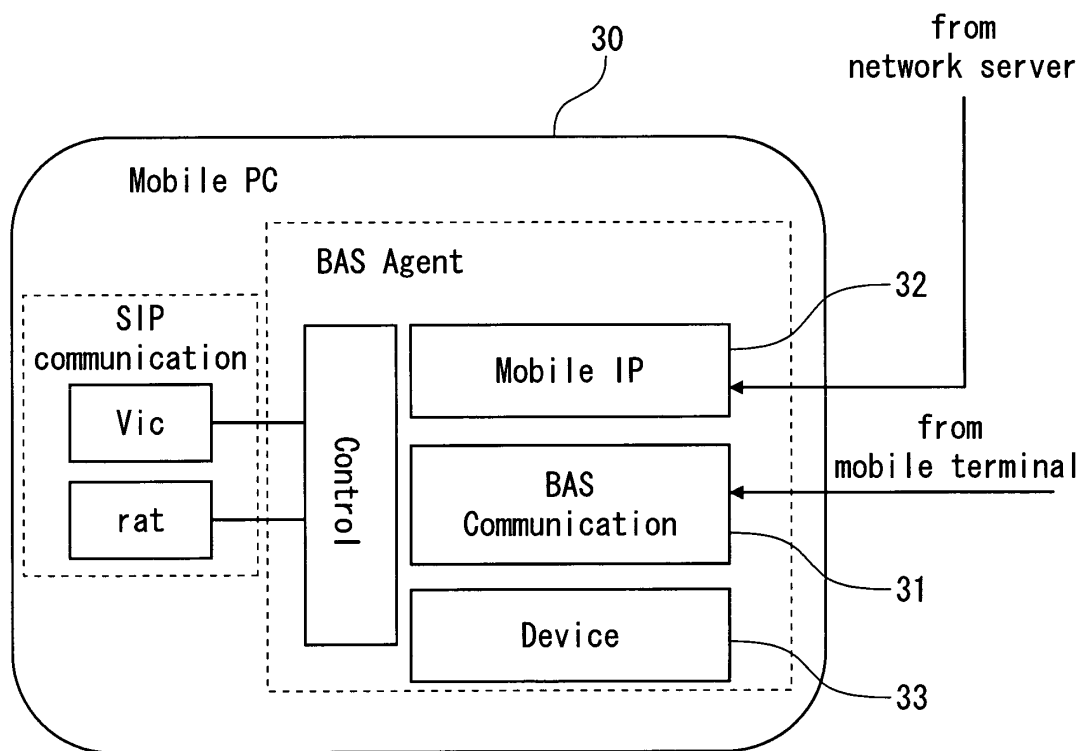 from
network server
30
Mobile PC
BAS Agent
32
SIP
communication
Mobile IP
Vic
Control
from
mobile terminal
BAS
Communication
rat
31
Device
33